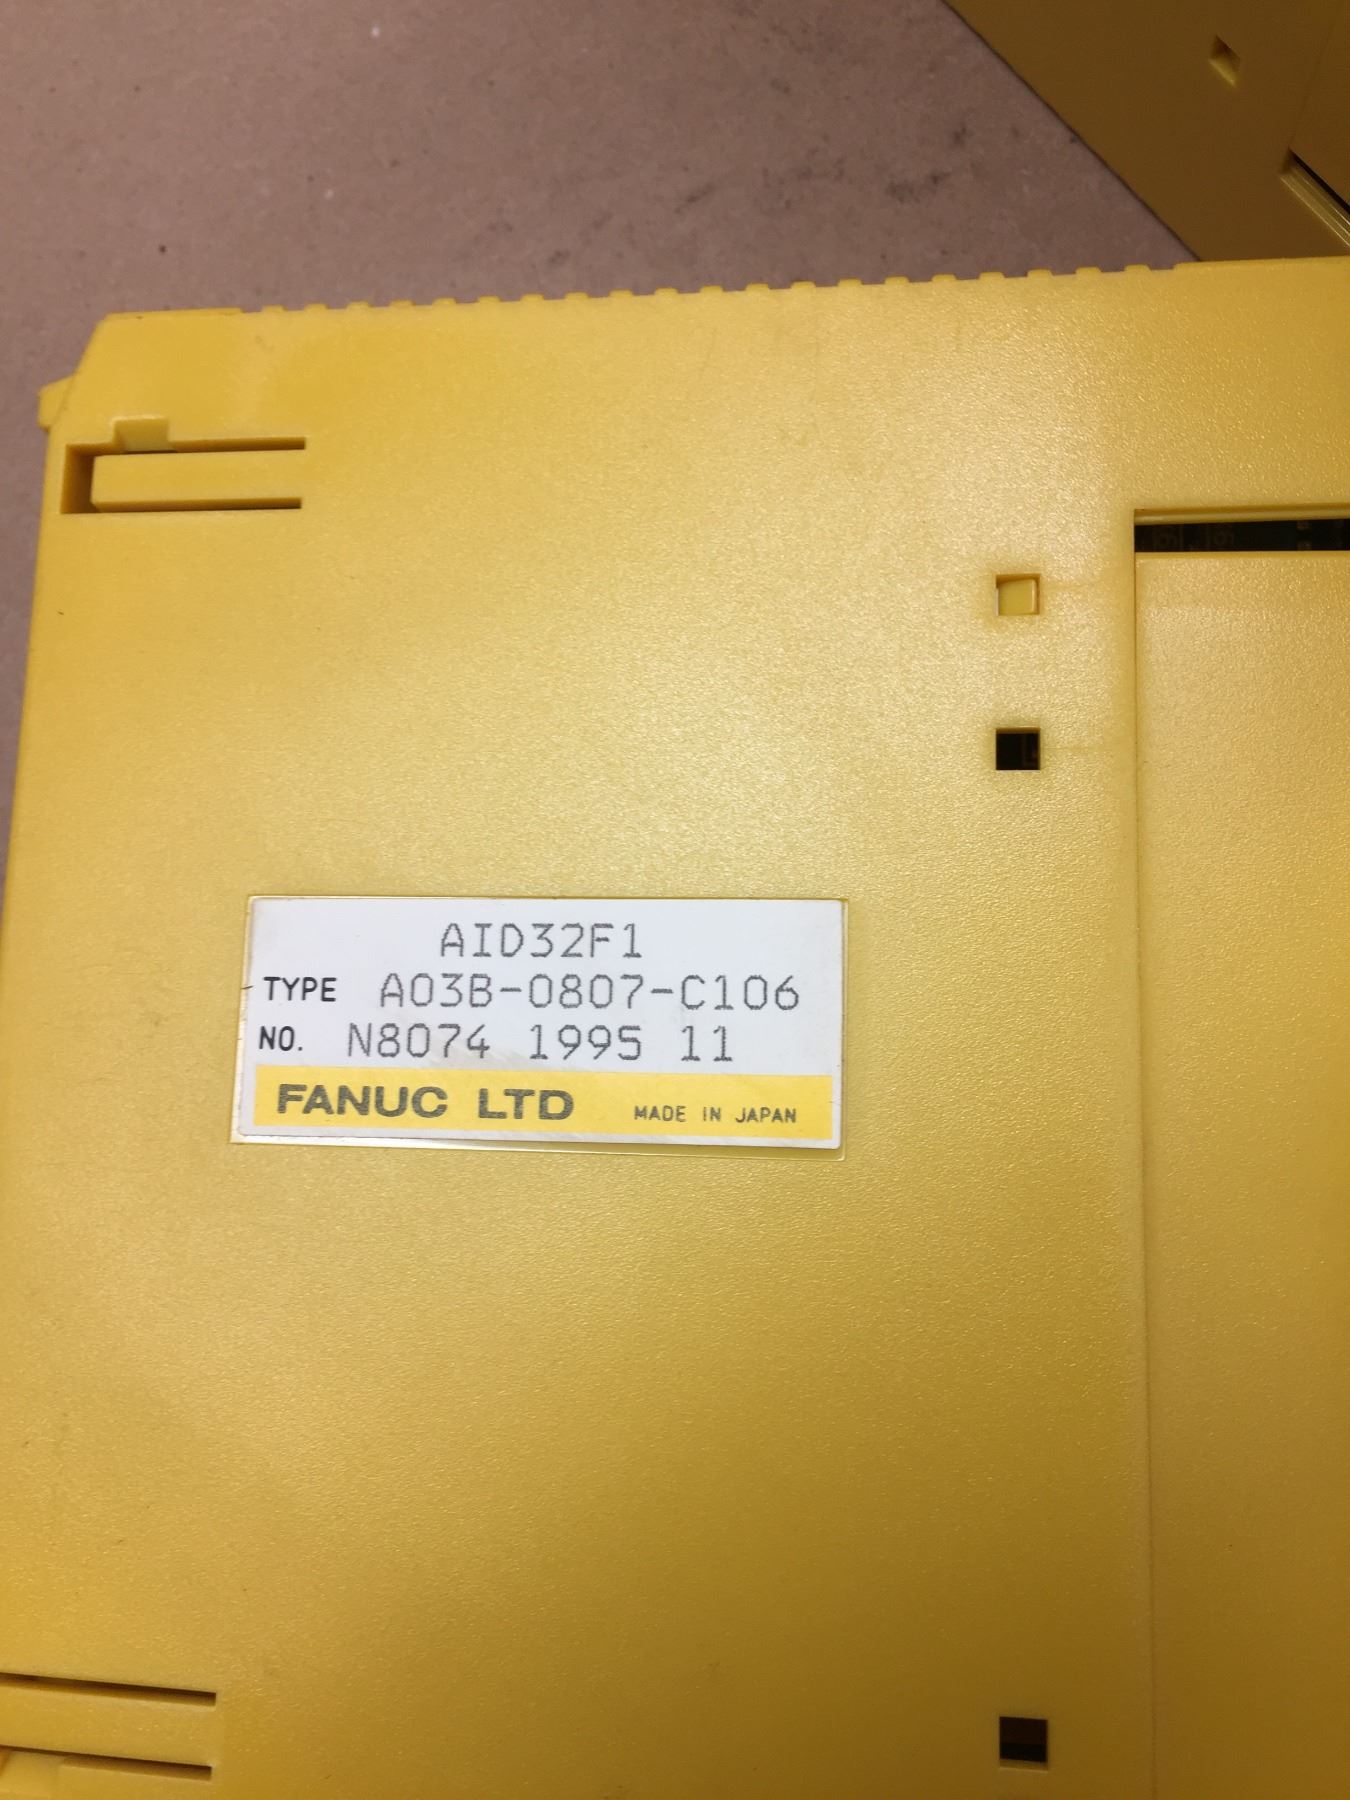 AID32F1
TYPE A03B-0807-C106
NO. N8074 1995 11
FANUC LTD MADE IN JAPAN